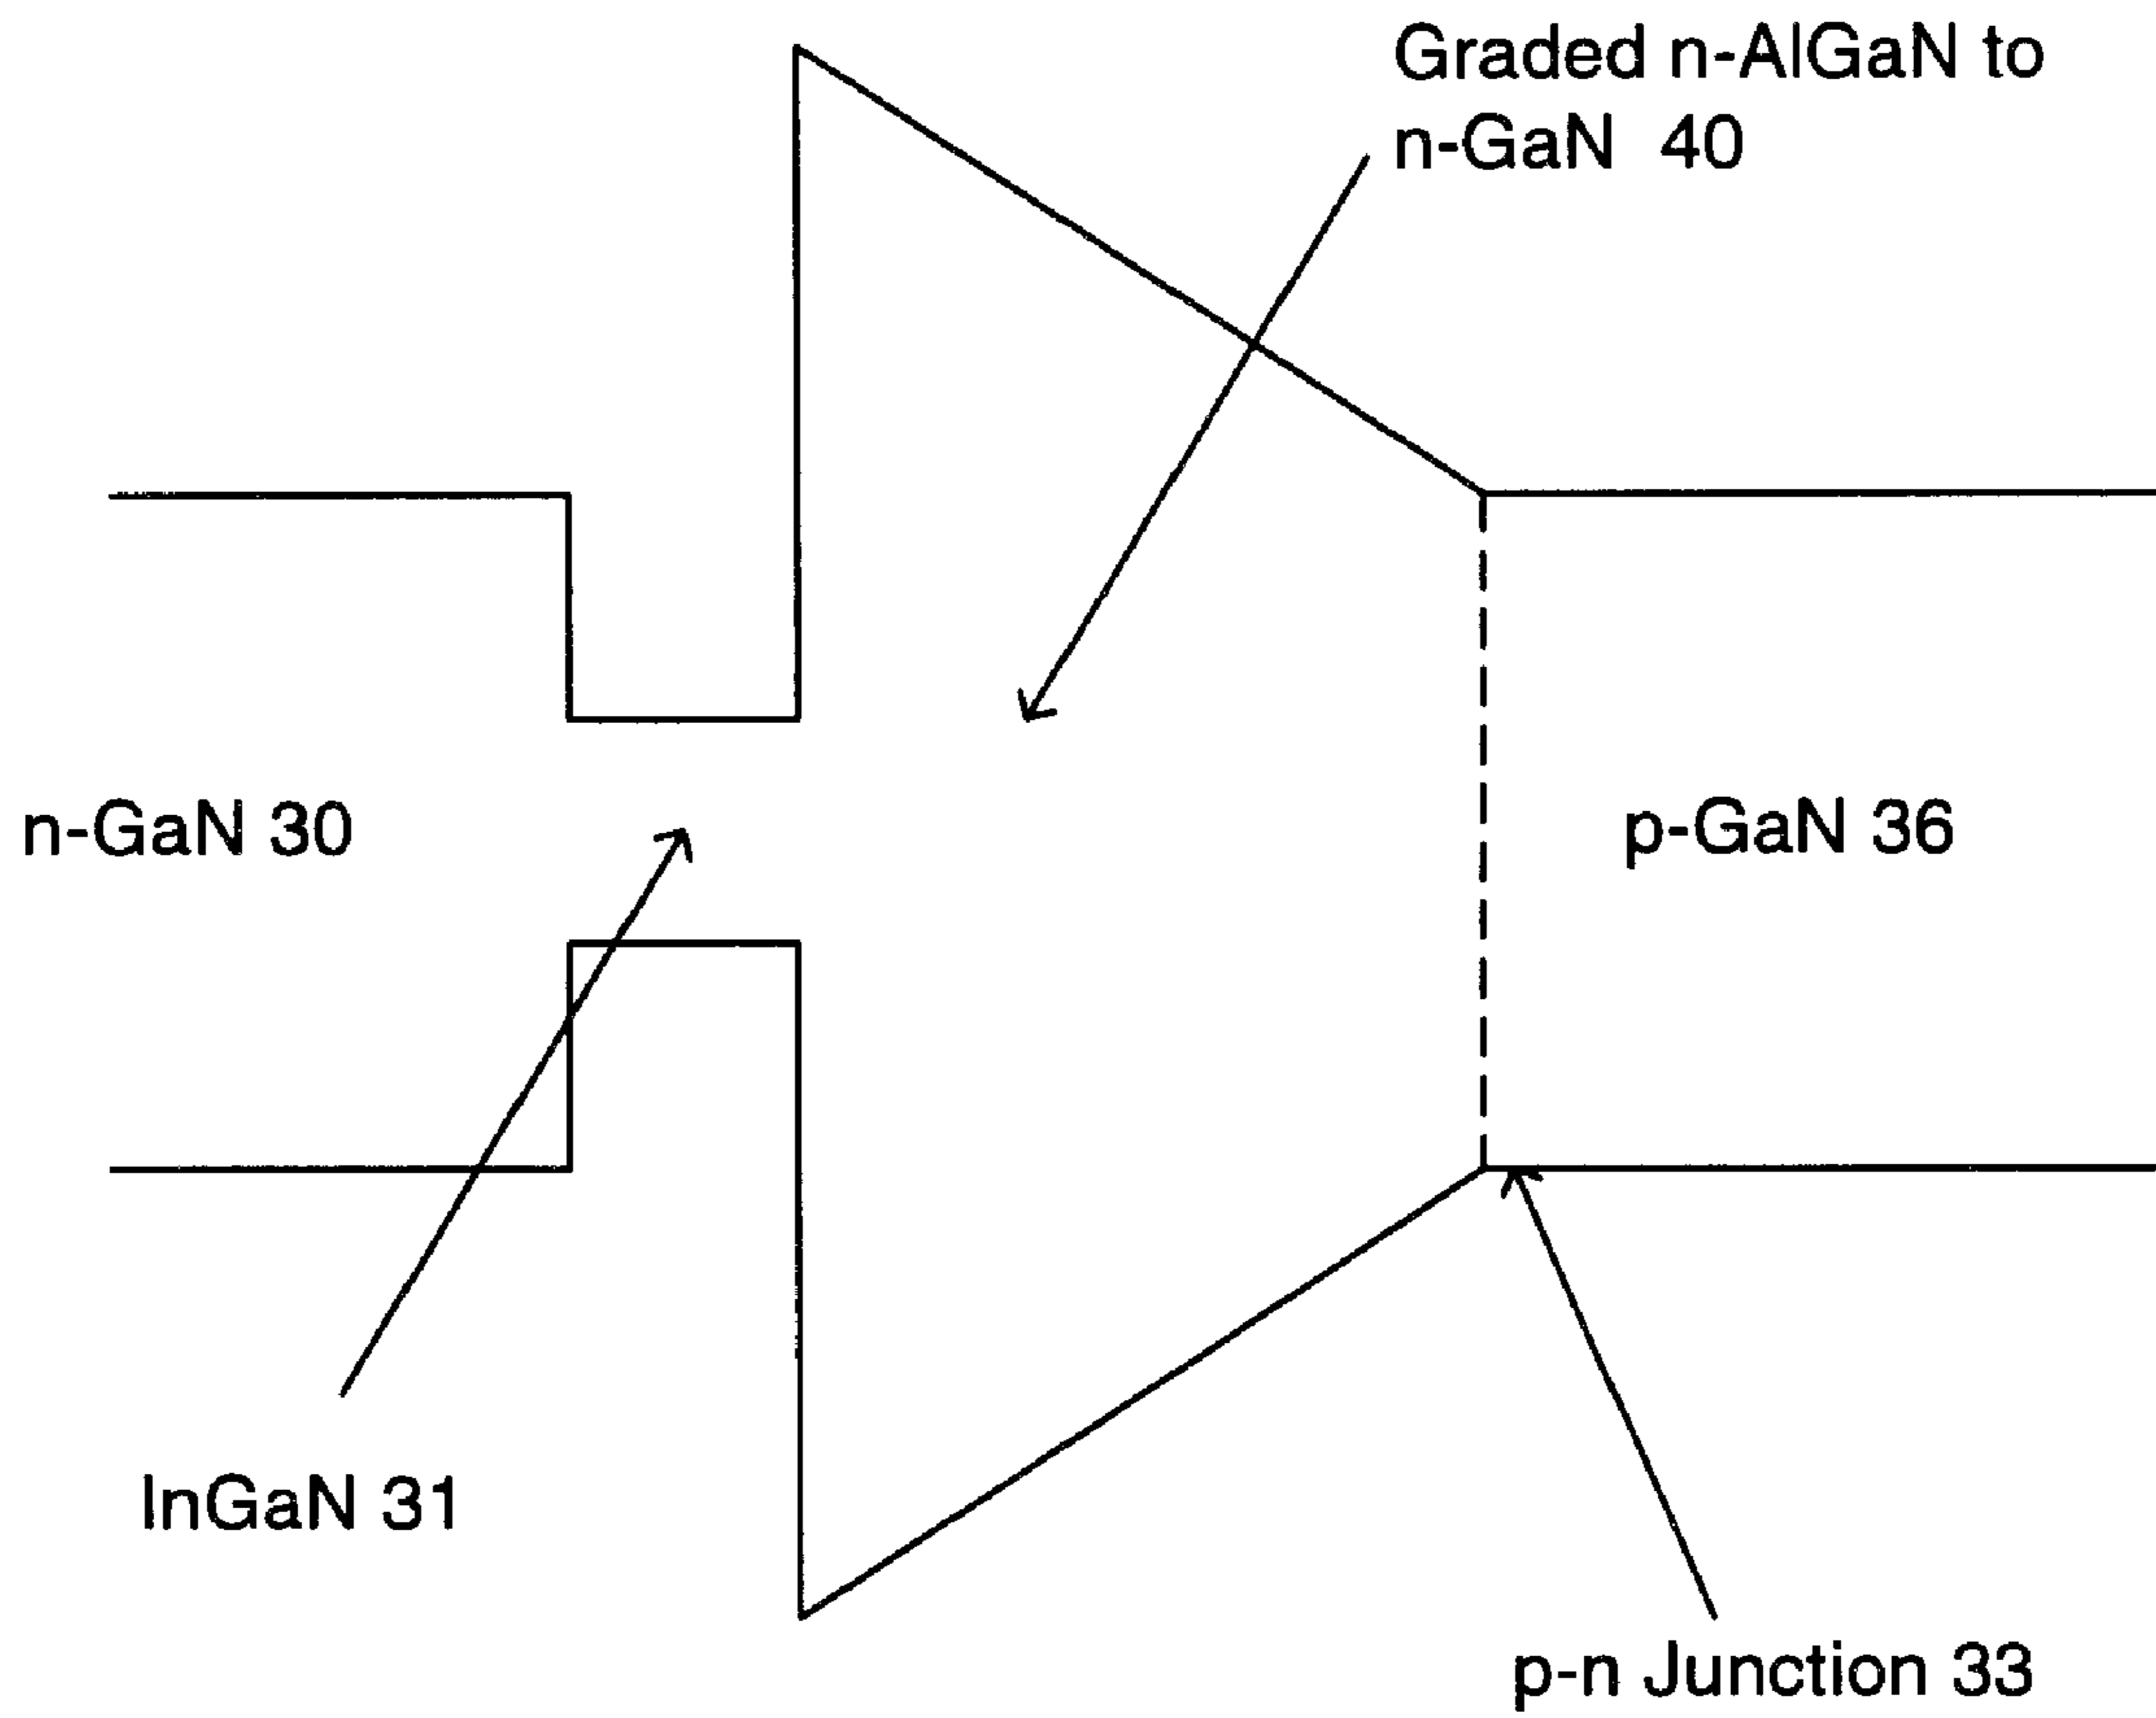 Graded n-AlGaN to
n-GaN 40
n-GaN 30
p-GaN 36
InGaN 31
p-n Junction 33